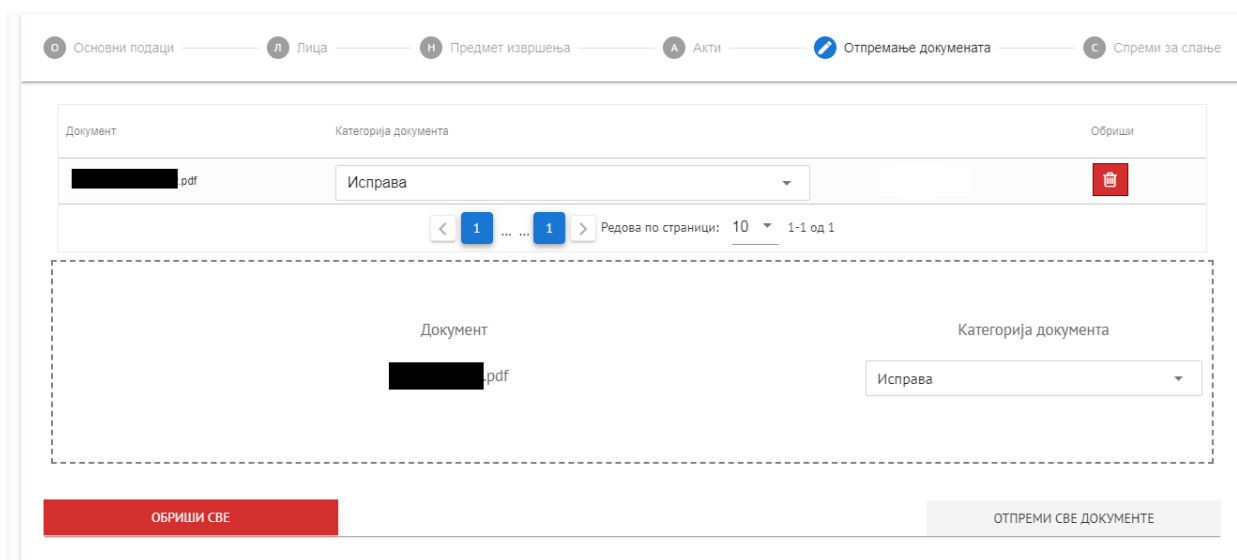 О Основни подаци Л Лица Н Предмет извршења А Акти Отпремање докумената С Спреми за слање
Документ Категорија документа Обриши
.pdf Исправа
1 ... ... 1 Редова по страници: 10 1-1 од 1
Документ Категорија документа
.pdf Исправа
ОБРИШИ СВЕ ОТПРЕМИ СВЕ ДОКУМЕНТЕ